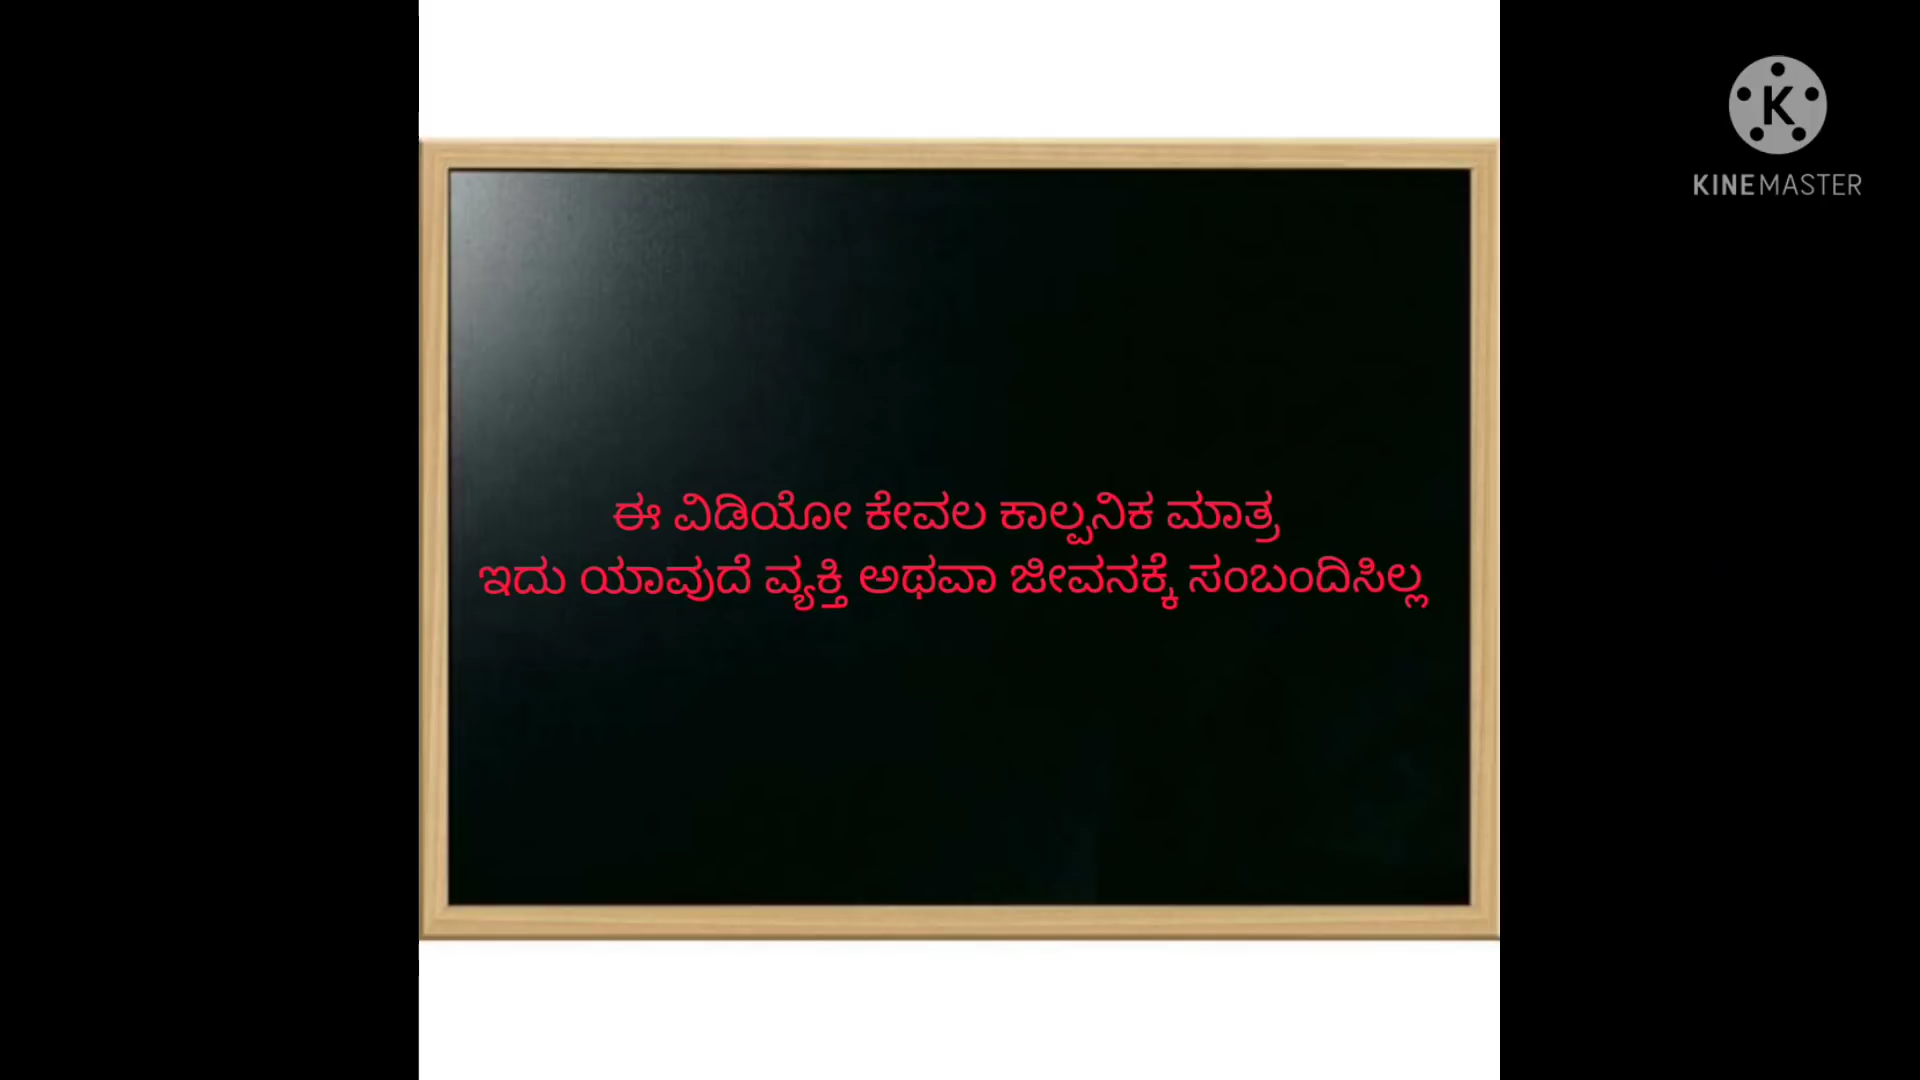 KINEMASTER
ಈ ವಿಡಿಯೋ ಕೇವಲ ಕಾಲ್ಪನಿಕ ಮಾತ್ರ
ಇದು ಯಾವುದೆ ವ್ಯಕ್ತಿ ಅಥವಾ ಜೀವನಕ್ಕೆ ಸಂಬಂದಿಸಿಲ್ಲ